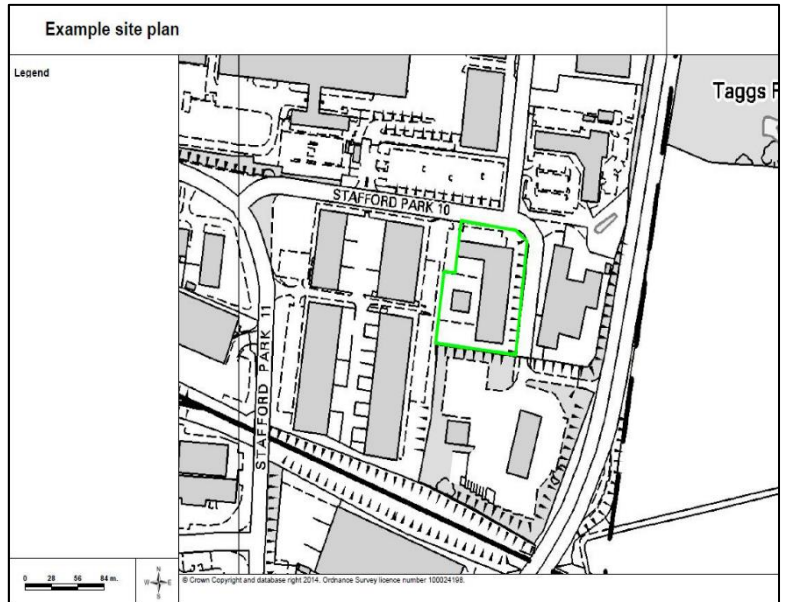 Example site plan
Legend
Taggs
STAFFORD PARK 10
STAFFORD PARK 11
0 28 56 84 m.
N
W E
S
© Crown Copyright and database right 2014. Ordnance Survey licence number 100024198.